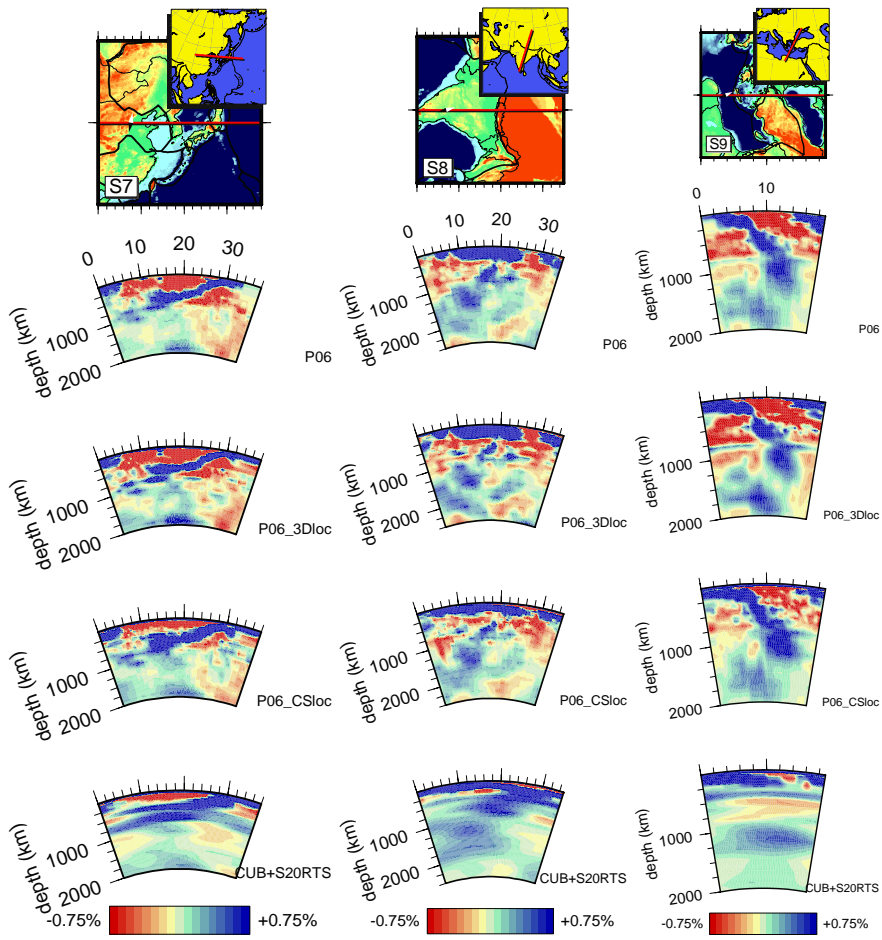 S7
S8
S9
0
10
20
30
1000
2000
depth (km)
P06
0
10
20
30
1000
2000
depth (km)
P06
0
10
1000
2000
depth (km)
P06
1000
2000
depth (km)
P06_3Dloc
1000
2000
depth (km)
P06_3Dloc
1000
2000
depth (km)
P06_3Dloc
1000
2000
depth (km)
P06_CSloc
1000
2000
depth (km)
P06_CSloc
1000
2000
depth (km)
P06_CSloc
1000
2000
depth (km)
CUB+S20RTS
1000
2000
depth (km)
CUB+S20RTS
1000
2000
depth (km)
CUB+S20RTS
-0.75% +0.75%
-0.75% +0.75%
-0.75% +0.75%